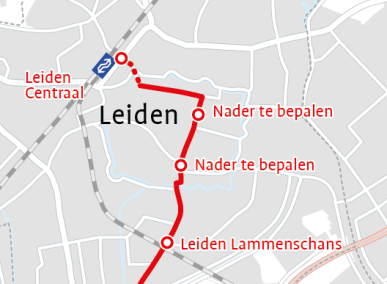 Leiden
Centraal
Leiden
Nader te bepalen
Nader te bepalen
Leiden Lammenschans